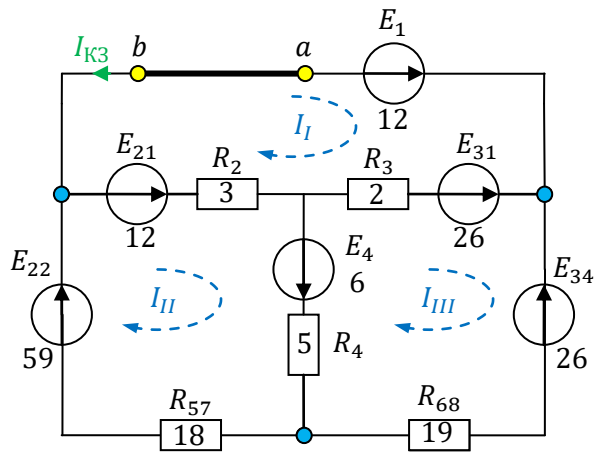 I_КЗ b a E_1
12
I_I
E_21 R_2 R_3 E_31
3 2
12 26
E_22 E_4 E_34
6
I_II I_III
59 5 R_4 26
R_57 R_68
18 19